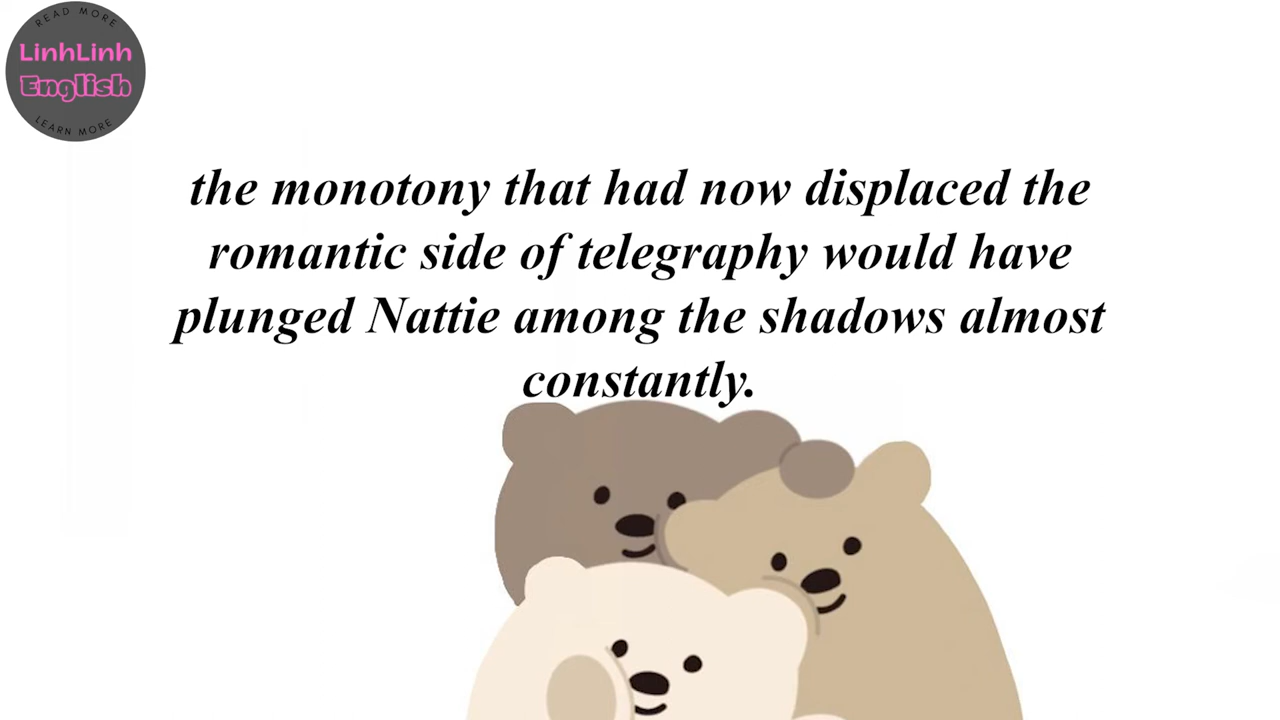 READ MORE
LinhLinh
English
LEARN MORE
the monotony that had now displaced the
romantic side of telegraphy would have
plunged Nattie among the shadows almost
constantly.